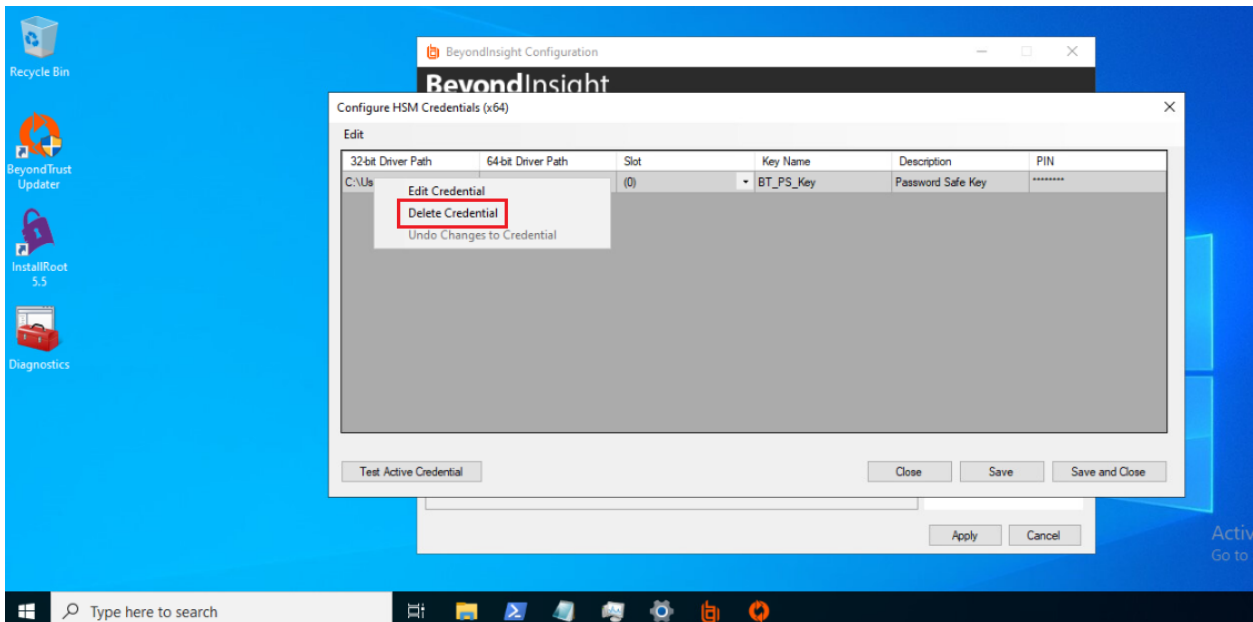 Recycle Bin
BeyondTrust
Updater
InstallRoot
5.5
Diagnostics
BeyondInsight Configuration
BeyondInsight
Configure HSM Credentials (x64)
Edit
32-bit Driver Path 64-bit Driver Path Slot Key Name Description PIN
C:\Us (0) BT_PS_Key Password Safe Key ********
Edit Credential
Delete Credential
Undo Changes to Credential
Test Active Credential Close Save Save and Close
Apply Cancel
Activ
Go to
Type here to search